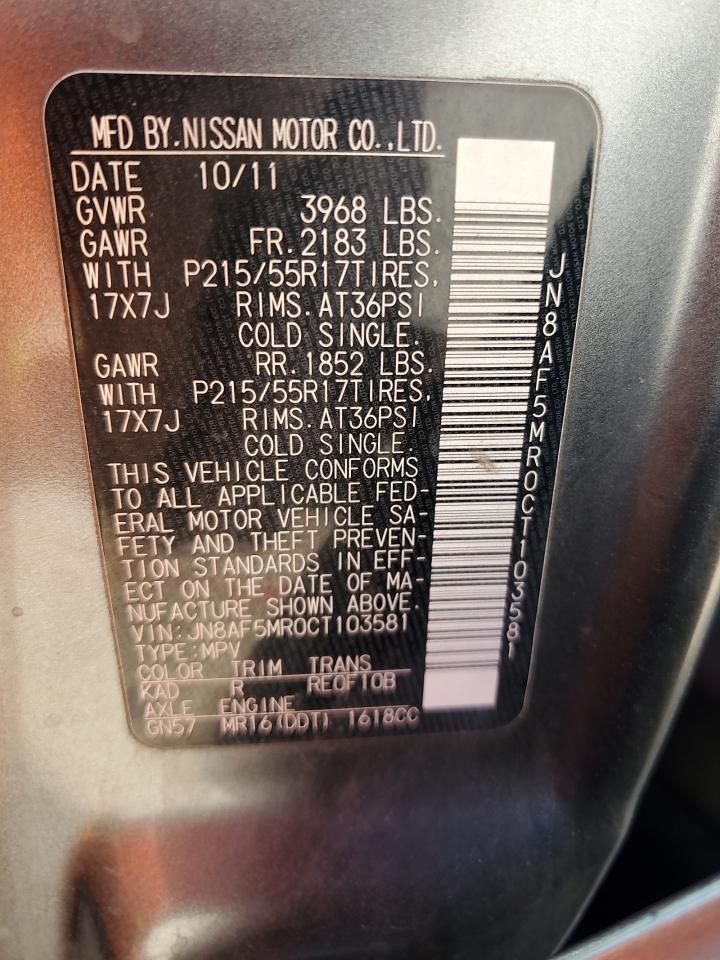 MFD BY.NISSAN MOTOR CO.,LTD.
DATE 10/11
GVWR 3968 LBS.
GAWR FR.2183 LBS.
WITH P215/55R17TIRES,
17X7J RIMS.AT36PSI
COLD SINGLE.
GAWR RR.1852 LBS.
WITH P215/55R17TIRES,
17X7J RIMS.AT36PSI
COLD SINGLE.
THIS VEHICLE CONFORMS
TO ALL APPLICABLE FED-
ERAL MOTOR VEHICLE SA-
FETY AND THEFT PREVEN-
TION STANDARDS IN EFF-
ECT ON THE DATE OF MA-
NUFACTURE SHOWN ABOVE.
VIN:JN8AF5MR0CT103581
TYPE:MPV
COLOR TRIM TRANS
KAD R RE0F10B
AXLE ENGINE
GN57 MR16(DDT) 1618CC
JN8AF5MR0CT103581